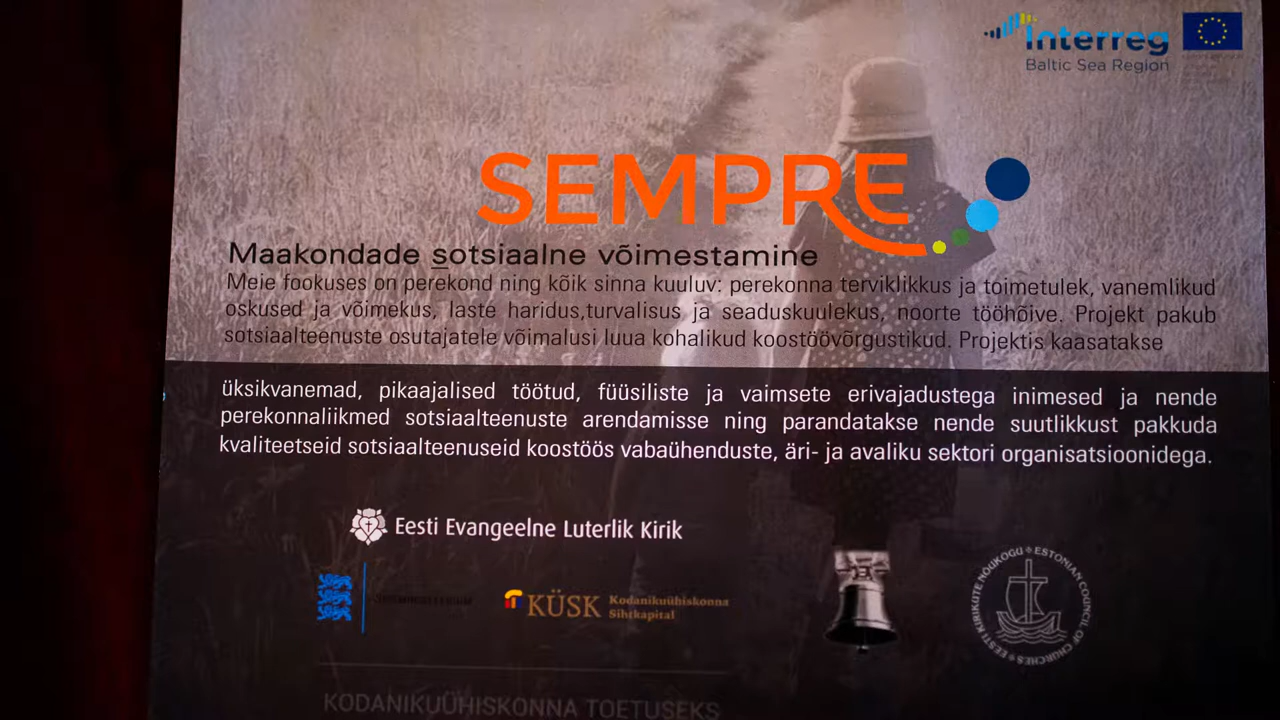 Interreg
Baltic Sea Region
SEMPRE
Maakondade sotsiaalne võimestamine
Meie fookuses on perekond ning kõik sinna kuuluv: perekonna terviklikkus ja toimetulek, vanemlikud
oskused ja võimekus, laste haridus,turvalisus ja seaduskuulekus, noorte tööhõive. Projekt pakub
sotsiaalteenuste osutajatele võimalusi luua kohalikud koostöövõrgustikud. Projektis kaasatakse
üksikvanemad, pikaajalised töötud, füüsiliste ja vaimsete erivajadustega inimesed ja nende
perekonnaliikmed sotsiaalteenuste arendamisse ning parandatakse nende suutlikkust pakkuda
kvaliteetseid sotsiaalteenuseid koostöös vabaühenduste, äri- ja avaliku sektori organisatsioonidega.
Eesti Evangeelne Luterlik Kirik
KÜSK Kodanikuühiskonna
Sihtkapital
EESTI KIRIKUTE NÕUKOGU ESTONIAN COUNCIL OF CHURCHES
KODANIKUÜHISKONNA TOETUSEKS